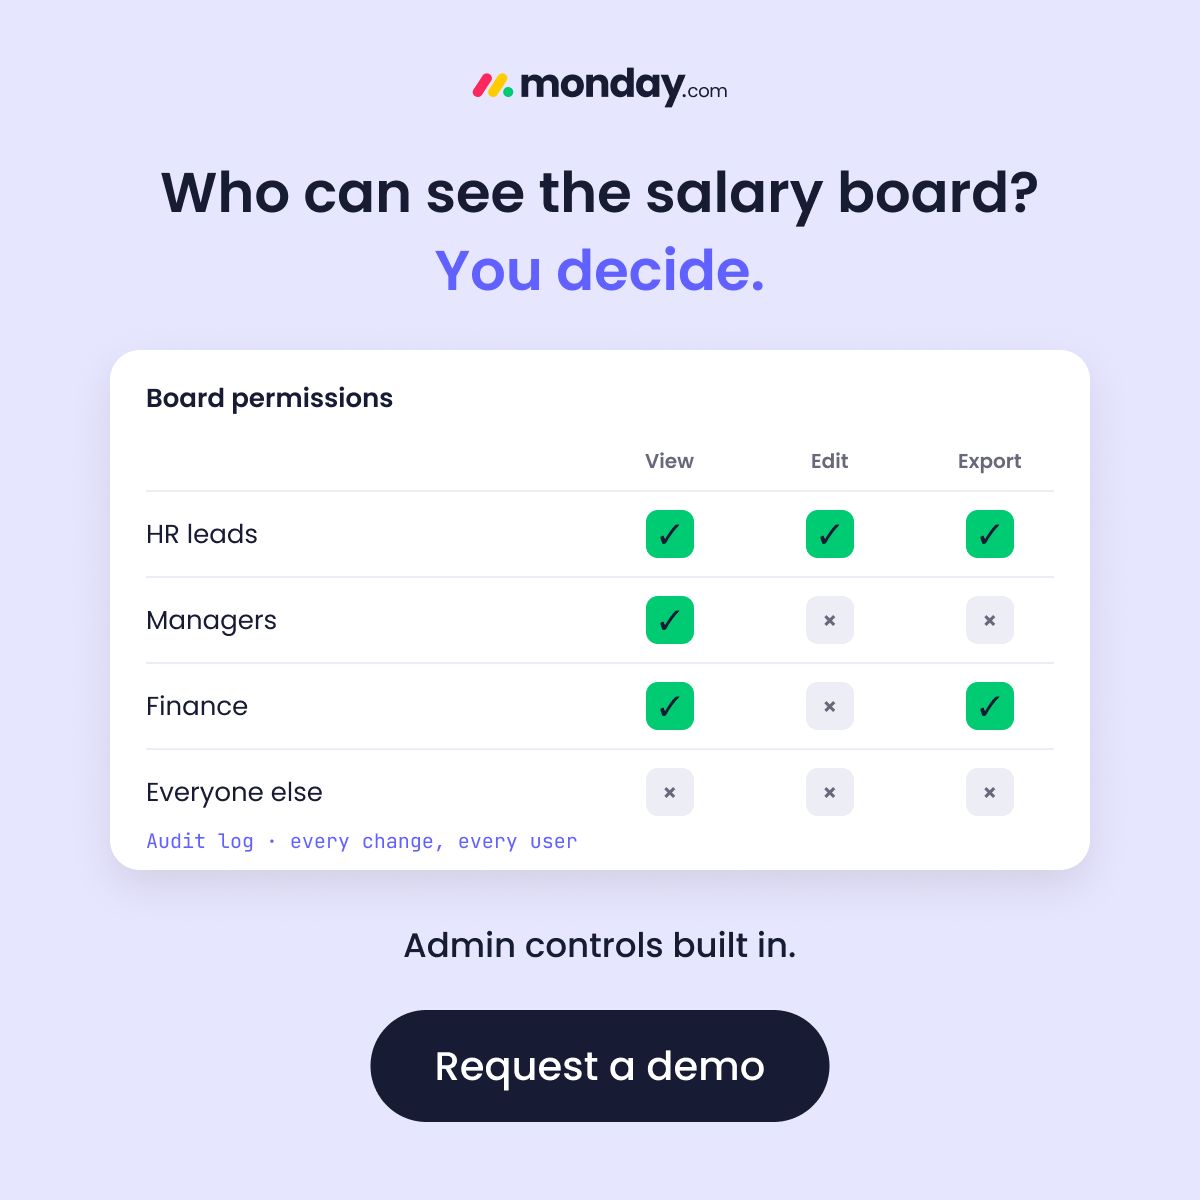 monday.com
Who can see the salary board?
You decide.
Board permissions
View Edit Export
HR leads ✓ ✓ ✓
Managers ✓ × ×
Finance ✓ × ✓
Everyone else × × ×
Audit log · every change, every user
Admin controls built in.
Request a demo